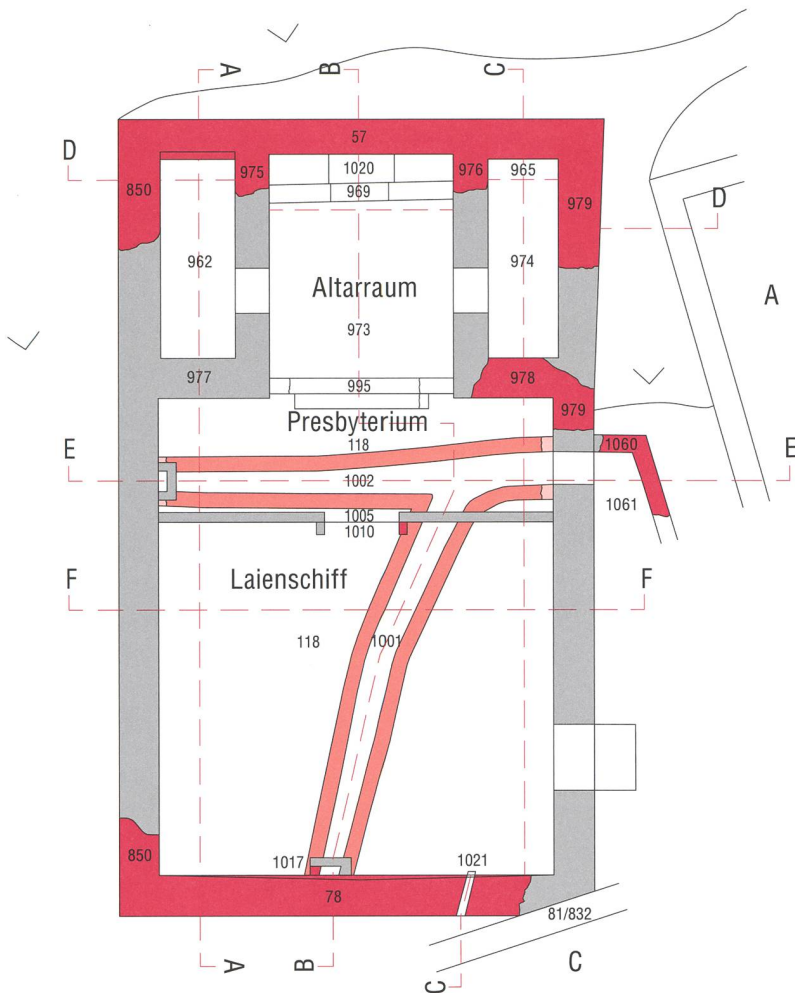 A B C
57
D
975 1020 976 965
850 969 979
D
962 974
Altarraum
A
973
977 995 978
979
Presbyterium
118
1060
E E
1002
1061
1005
1010
F F
Laienschiff
118 1001
850
1017 1021
78
81/832
A B C C